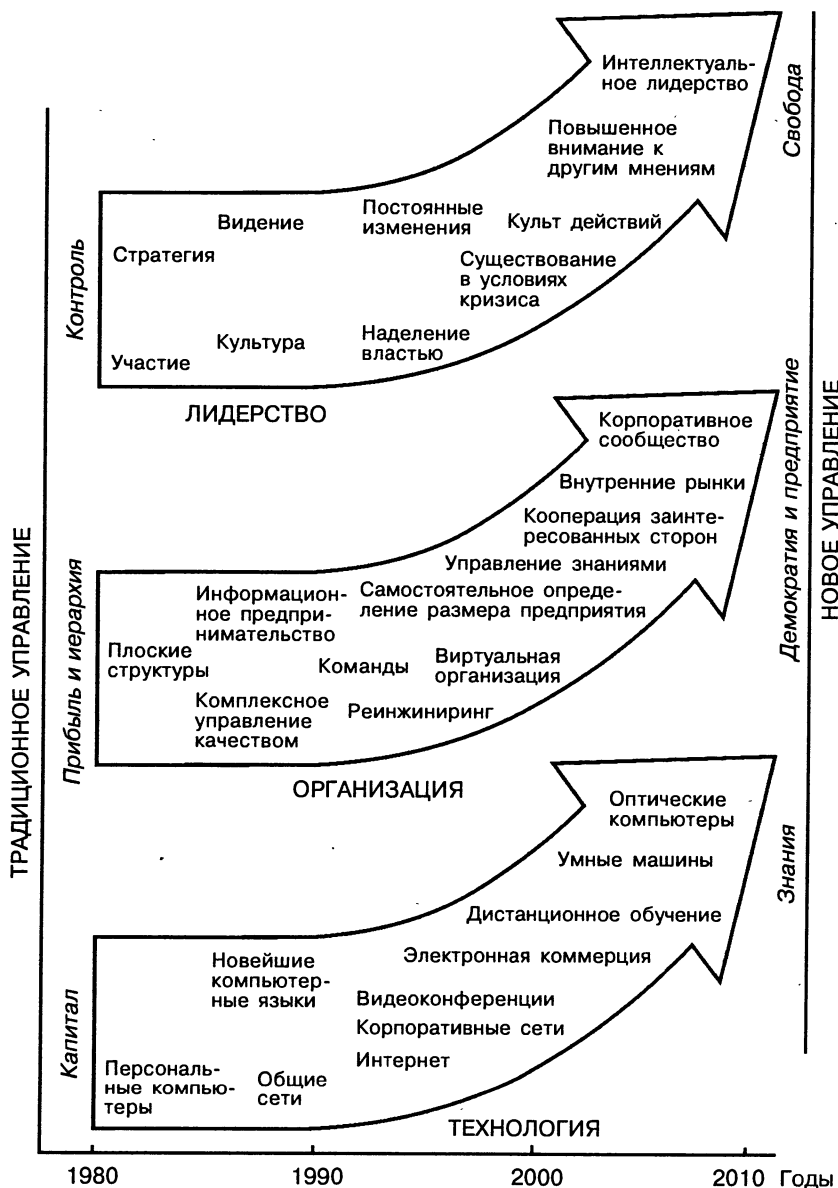 ТРАДИЦИОННОЕ УПРАВЛЕНИЕ
НОВОЕ УПРАВЛЕНИЕ
Контроль
Свобода
Интеллектуаль-
ное лидерство
Повышенное
внимание к
другим мнениям
Видение
Постоянные
изменения
Культ действий
Стратегия
Существование
в условиях
кризиса
Участие
Культура
Наделение
властью
ЛИДЕРСТВО
Прибыль и иерархия
Демократия и предприятие
Корпоративное
сообщество
Внутренние рынки
Кооперация заинте-
ресованных сторон
Управление знаниями
Информацион-
ное предпри-
нимательство
Самостоятельное опреде-
ление размера предприятия
Плоские
структуры
Команды
Виртуальная
организация
Комплексное
управление
качеством
Реинжиниринг
ОРГАНИЗАЦИЯ
Капитал
Знания
Оптические
компьютеры
Умные машины
Дистанционное обучение
Электронная коммерция
Новейшие
компьютер-
ные языки
Видеоконференции
Корпоративные сети
Интернет
Персональ-
ные компью-
теры
Общие
сети
ТЕХНОЛОГИЯ
1980 1990 2000 2010 Годы